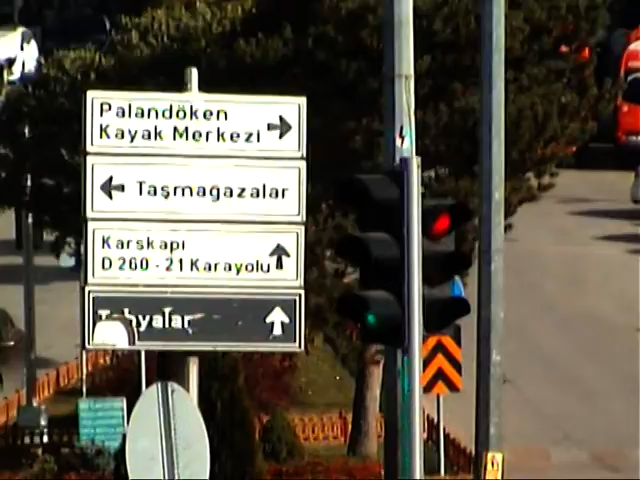 Palandöken
Kayak Merkezi
Taşmağazalar
Karskapı
D 260 - 21 Karayolu